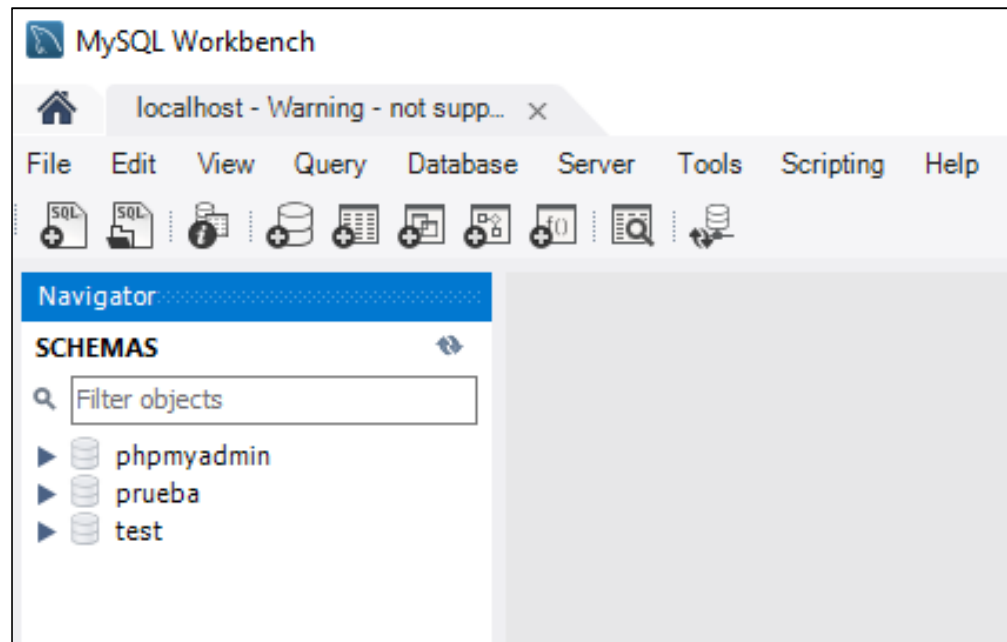 MySQL Workbench
localhost - Warning - not supp...
File Edit View Query Database Server Tools Scripting Help
SQL SQL i f()
Navigator
SCHEMAS
Filter objects
phpmyadmin
prueba
test